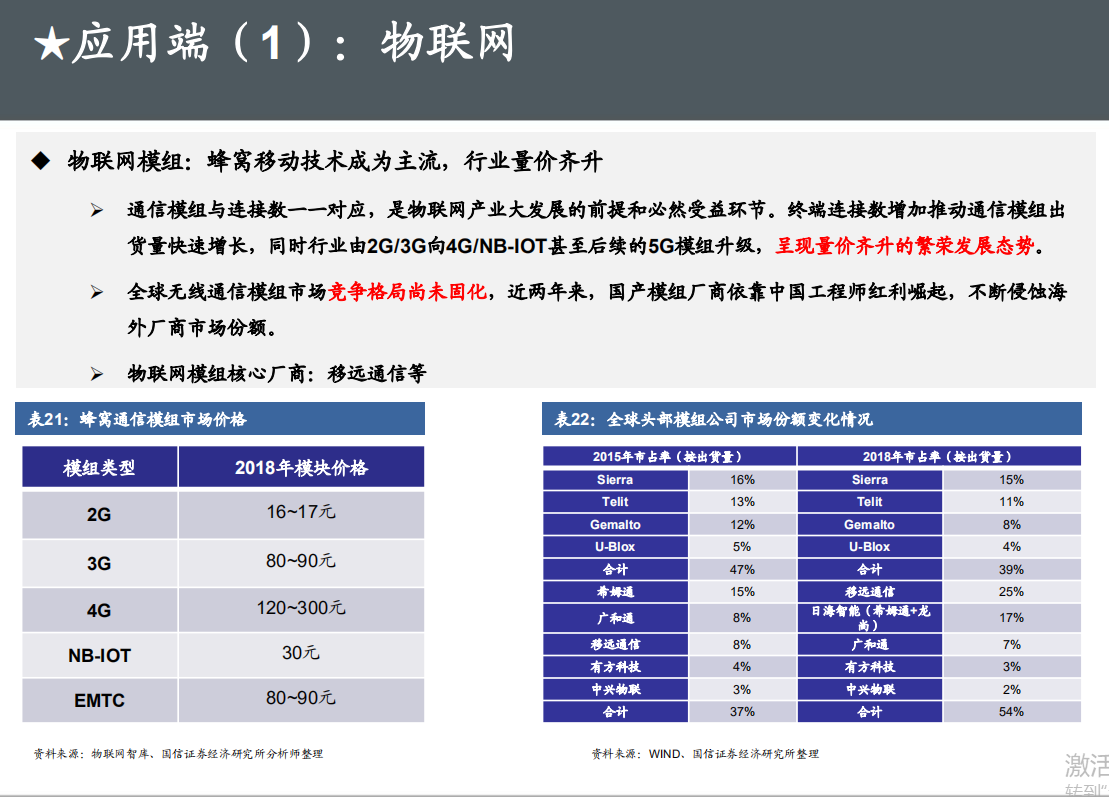 ★应用端（1）：物联网
◆ 物联网模组：蜂窝移动技术成为主流，行业量价齐升
➢ 通信模组与连接数一一对应，是物联网产业大发展的前提和必然受益环节。终端连接数增加推动通信模组出
货量快速增长，同时行业由2G/3G向4G/NB-IOT甚至后续的5G模组升级，呈现量价齐升的繁荣发展态势。
➢ 全球无线通信模组市场竞争格局尚未固化，近两年来，国产模组厂商依靠中国工程师红利崛起，不断侵蚀海
外厂商市场份额。
➢ 物联网模组核心厂商：移远通信等
表21：蜂窝通信模组市场价格
模组类型 2018年模块价格
2G 16~17元
3G 80~90元
4G 120~300元
NB-IOT 30元
EMTC 80~90元
资料来源：物联网智库、国信证券经济研究所分析师整理
表22：全球头部模组公司市场份额变化情况
2015年市占率（按出货量） 2018年市占率（按出货量）
Sierra 16% Sierra 15%
Telit 13% Telit 11%
Gemalto 12% Gemalto 8%
U-Blox 5% U-Blox 4%
合计 47% 合计 39%
希姆通 15% 移远通信 25%
广和通 8% 日海智能（希姆通+龙
尚） 17%
移远通信 8% 广和通 7%
有方科技 4% 有方科技 3%
中兴物联 3% 中兴物联 2%
合计 37% 合计 54%
资料来源：WIND、国信证券经济研究所整理
激活
转到"